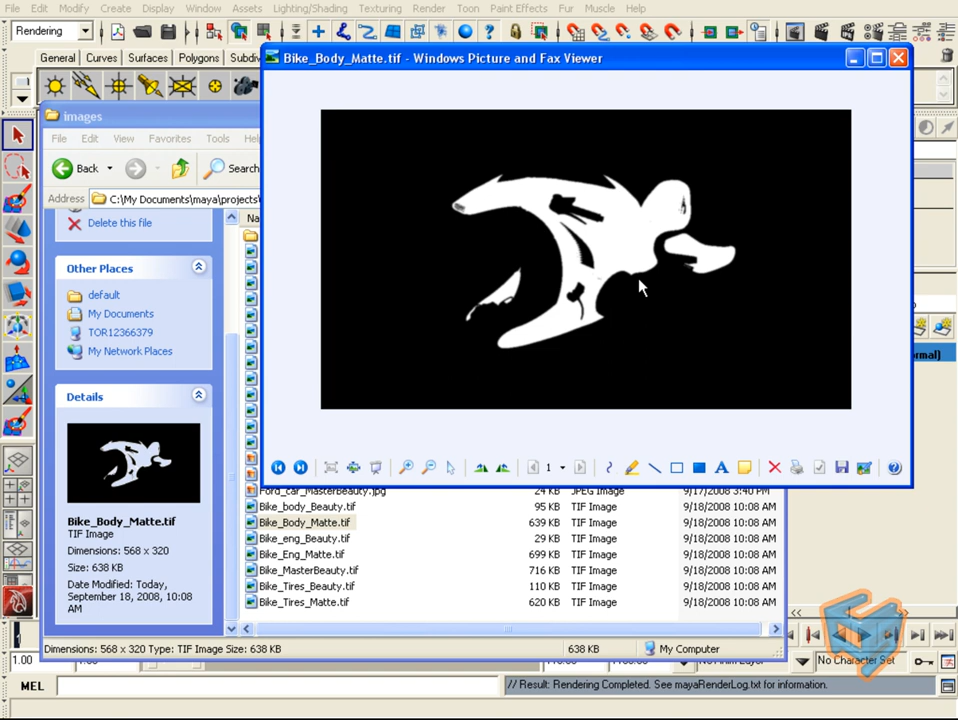 File Edit Modify Create Display Window Assets Lighting/Shading Texturing Render Toon Paint Effects Fur Muscle Help
Rendering
General Curves Surfaces Polygons Subdiv
Bike_Body_Matte.tif - Windows Picture and Fax Viewer
images
File Edit View Favorites Tools
Back Search
Address C:\My Documents\maya\projects\
Delete this file
Other Places
default
My Documents
TOR12366379
My Network Places
Details
Bike_Body_Matte.tif
TIF Image
Dimensions: 568 x 320
Size: 638 KB
Date Modified: Today, September 18, 2008, 10:08 AM
Na
1
rmal)
Ford_car_MasterBeauty.jpg 24 KB JPEG Image 9/17/2008 3:40 PM
Bike_body_Beauty.tif 95 KB TIF Image 9/18/2008 10:08 AM
Bike_Body_Matte.tif 639 KB TIF Image 9/18/2008 10:08 AM
Bike_eng_Beauty.tif 29 KB TIF Image 9/18/2008 10:08 AM
Bike_Eng_Matte.tif 699 KB TIF Image 9/18/2008 10:08 AM
Bike_MasterBeauty.tif 716 KB TIF Image 9/18/2008 10:08 AM
Bike_Tires_Beauty.tif 110 KB TIF Image 9/18/2008 10:08 AM
Bike_Tires_Matte.tif 620 KB TIF Image 9/18/2008 10:08 AM
Dimensions: 568 x 320 Type: TIF Image Size: 638 KB 638 KB My Computer
1.00 No Character Set
MEL // Result: Rendering Completed. See mayaRenderLog.txt for information.